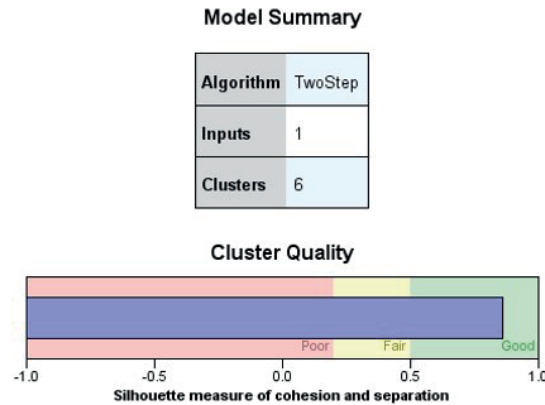 Model Summary
Algorithm TwoStep
Inputs 1
Clusters 6
Cluster Quality
Poor Fair Good
-1.0 -0.5 0.0 0.5 1.0
Silhouette measure of cohesion and separation